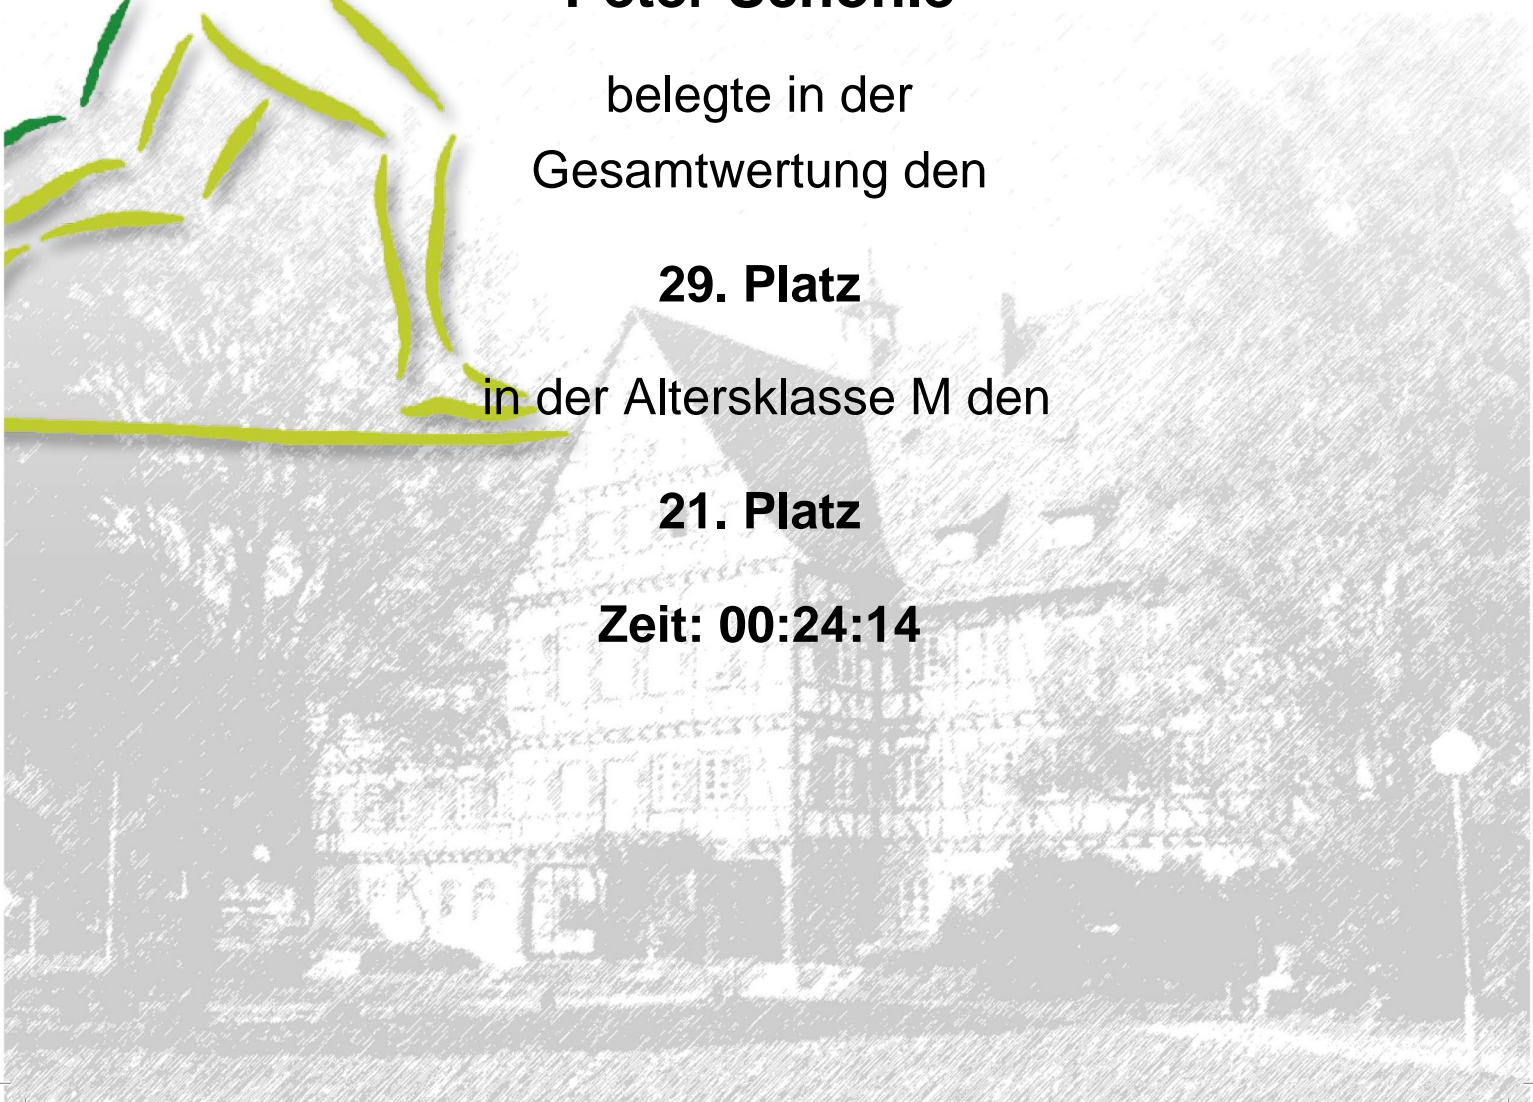 belegte in der
Gesamtwertung den
29. Platz
in der Altersklasse M den
21. Platz
Zeit: 00:24:14